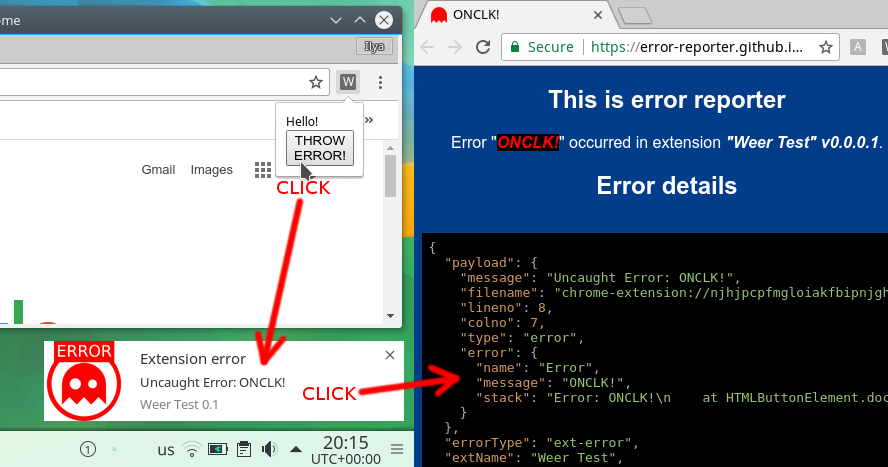 ome
Ilya
W
Hello!
THROW
ERROR!
»
Gmail
Images
CLICK
ERROR
Extension error
Uncaught Error: ONCLK!
Weer Test 0.1
CLICK
1
us
20:15
UTC+00:00
ONCLK!
Secure
https://error-reporter.github.i...
A
This is error reporter
Error "ONCLK!" occurred in extension "Weer Test" v0.0.0.1.
Error details
{
"payload": {
"message": "Uncaught Error: ONCLK!",
"filename": "chrome-extension://njhjpcpfmgloiakfbipnjgh
"lineno": 8,
"colno": 7,
"type": "error",
"error": {
"name": "Error",
"message": "ONCLK!",
"stack": "Error: ONCLK!\n    at HTMLButtonElement.doc
}
},
"errorType": "ext-error",
"extName": "Weer Test",